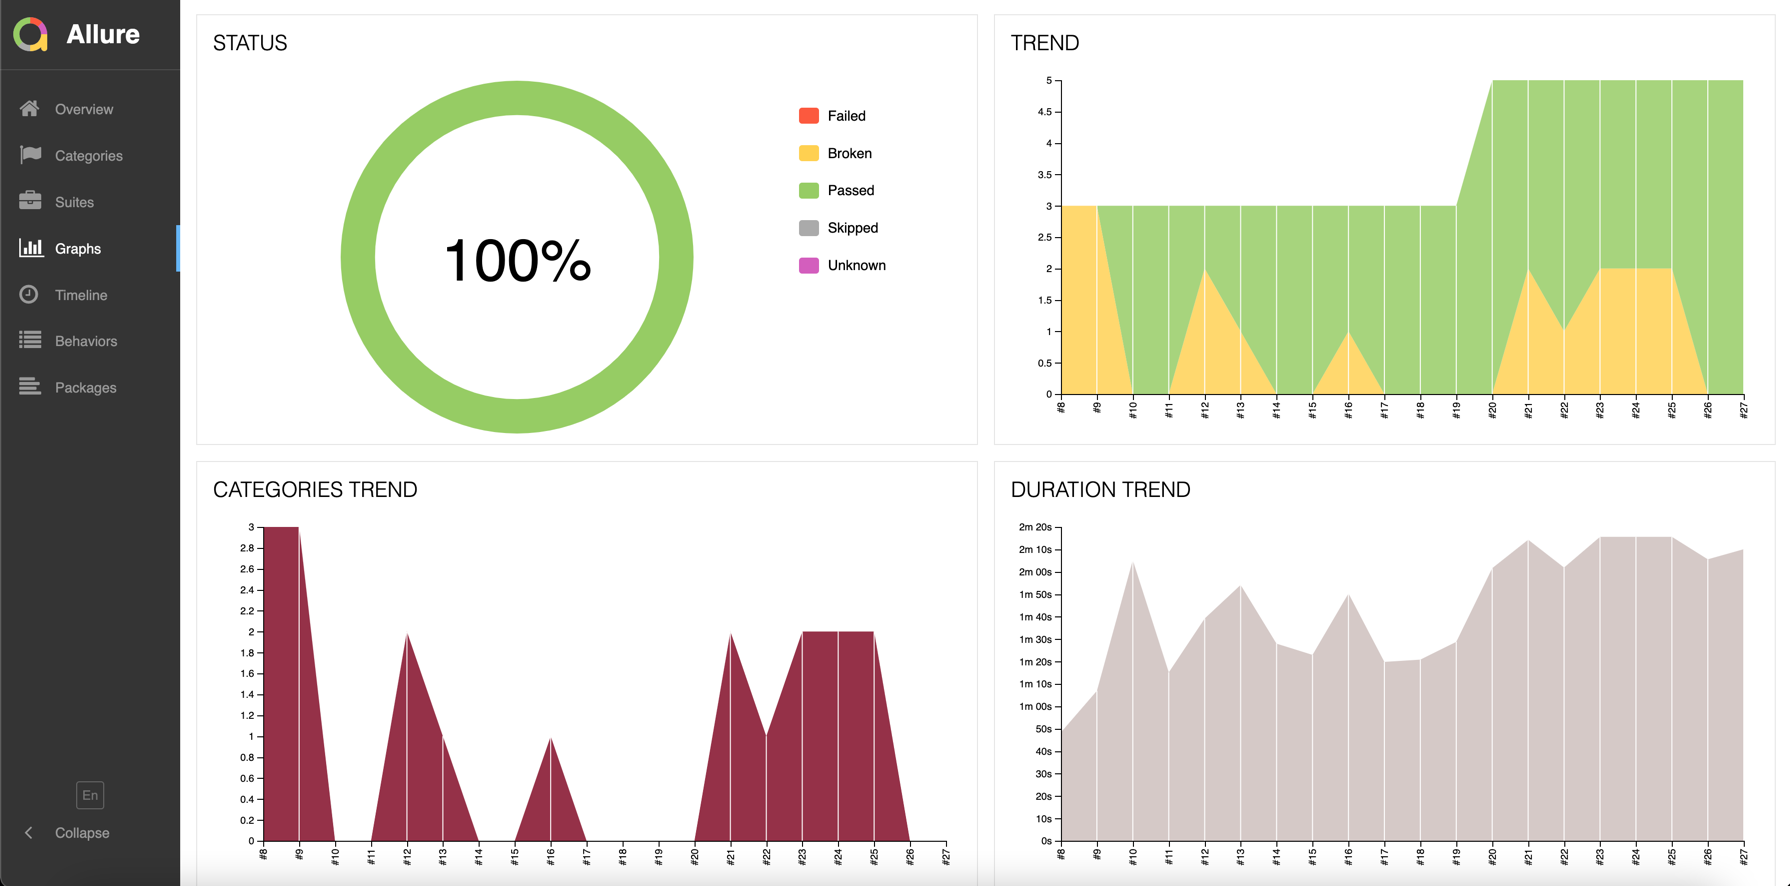 Allure
Overview
Categories
Suites
Graphs
Timeline
Behaviors
Packages
En
Collapse
STATUS
100%
Failed
Broken
Passed
Skipped
Unknown
TREND
5
4.5
4
3.5
3
2.5
2
1.5
1
0.5
0
#8 #9 #10 #11 #12 #13 #14 #15 #16 #17 #18 #19 #20 #21 #22 #23 #24 #25 #26 #27
CATEGORIES TREND
3
2.8
2.6
2.4
2.2
2
1.8
1.6
1.4
1.2
1
0.8
0.6
0.4
0.2
0
#8 #9 #10 #11 #12 #13 #14 #15 #16 #17 #18 #19 #20 #21 #22 #23 #24 #25 #26 #27
DURATION TREND
2m 20s
2m 10s
2m 00s
1m 50s
1m 40s
1m 30s
1m 20s
1m 10s
1m 00s
50s
40s
30s
20s
10s
0s
#8 #9 #10 #11 #12 #13 #14 #15 #16 #17 #18 #19 #20 #21 #22 #23 #24 #25 #26 #27